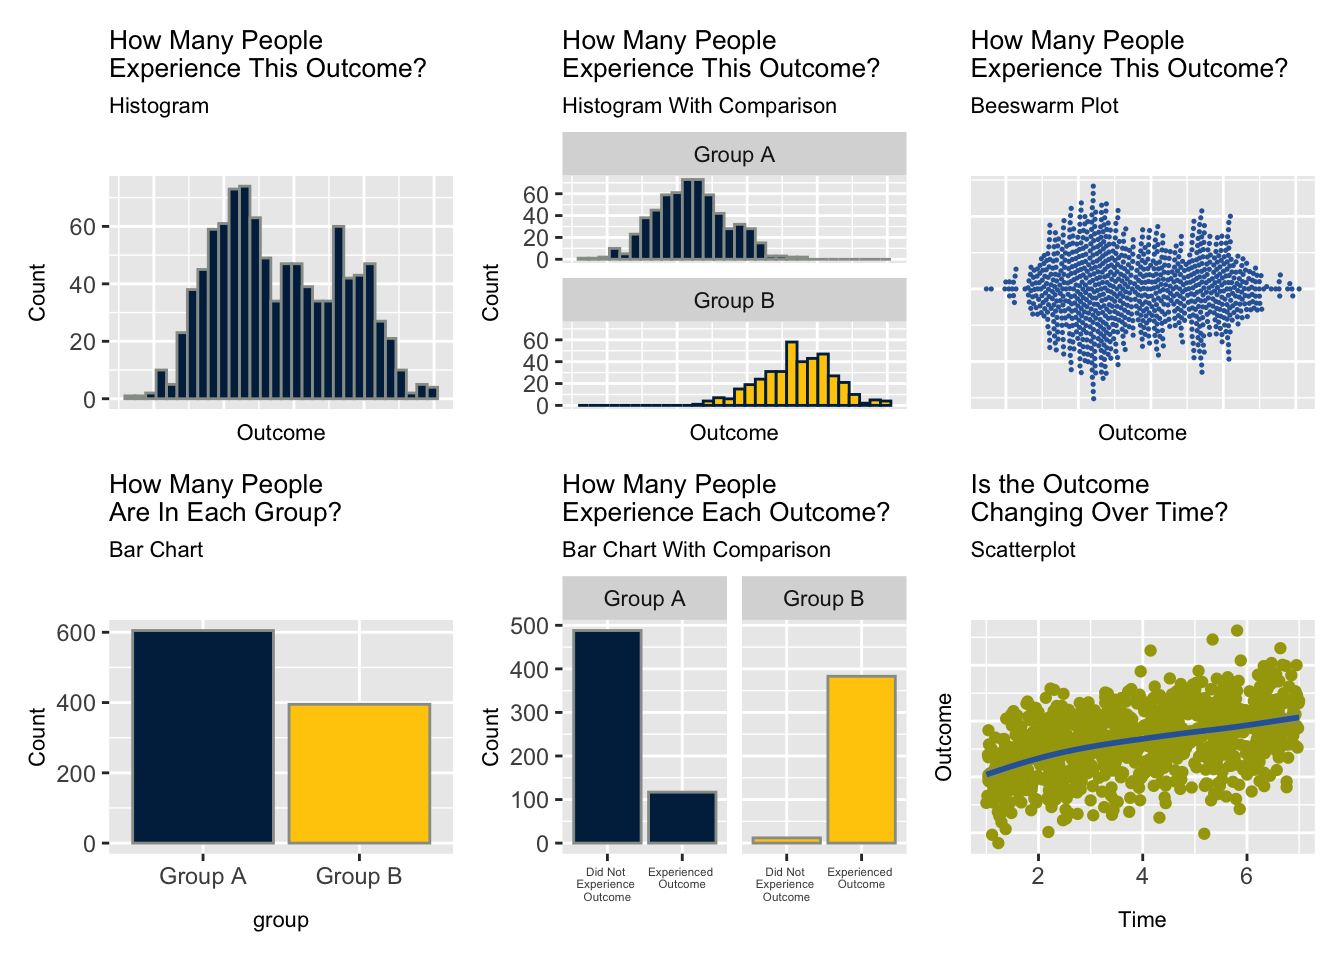 How Many People
Experience This Outcome?
Histogram
Count
60
40
20
0
Outcome
How Many People
Experience This Outcome?
Histogram With Comparison
Group A
60
40
20
0
Count
Group B
60
40
20
0
Outcome
How Many People
Experience This Outcome?
Beeswarm Plot
Outcome
How Many People
Are In Each Group?
Bar Chart
Count
600
400
200
0
Group A Group B
group
How Many People
Experience Each Outcome?
Bar Chart With Comparison
Group A Group B
Count
500
400
300
200
100
0
Did Not
Experience
Outcome
Experienced
Outcome
Did Not
Experience
Outcome
Experienced
Outcome
Is the Outcome
Changing Over Time?
Scatterplot
Outcome
2 4 6
Time